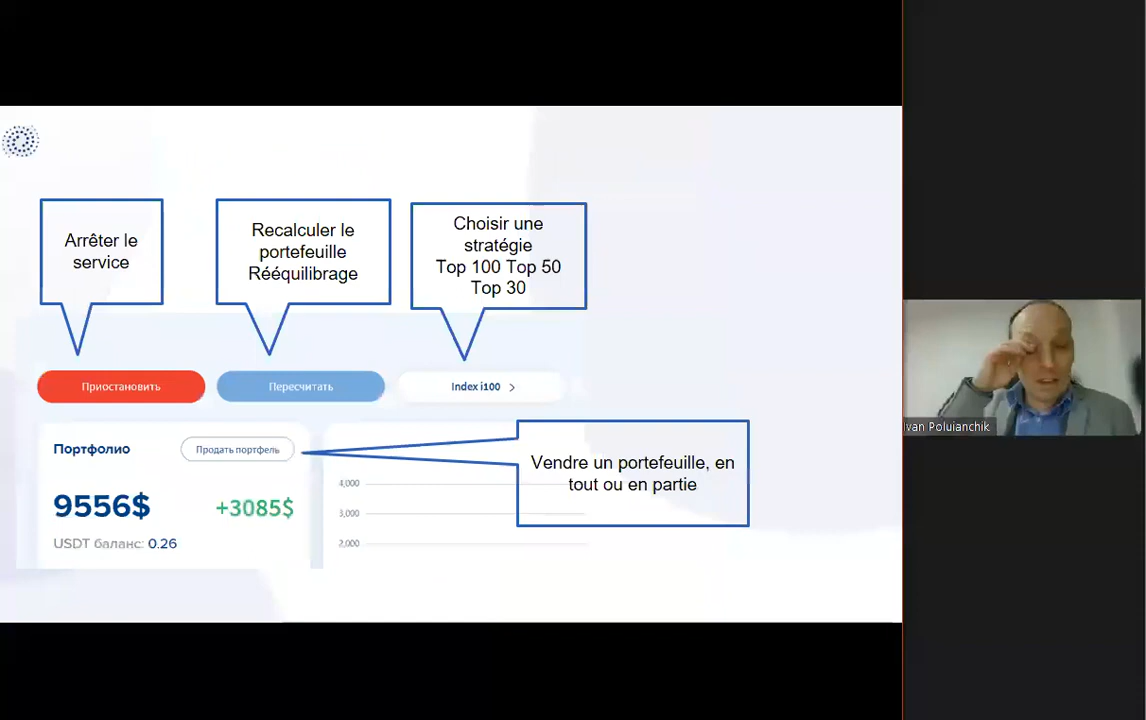 Arrêter le
service
Recalculer le
portefeuille
Rééquilibrage
Choisir une
stratégie
Top 100 Top 50
Top 30
Приостановить
Пересчитать
Index i100 >
Портфолио
Продать портфель
9556$
+3085$
USDT баланс: 0.26
4,000
3,000
2,000
Vendre un portefeuille, en
tout ou en partie
Ivan Poluianchik